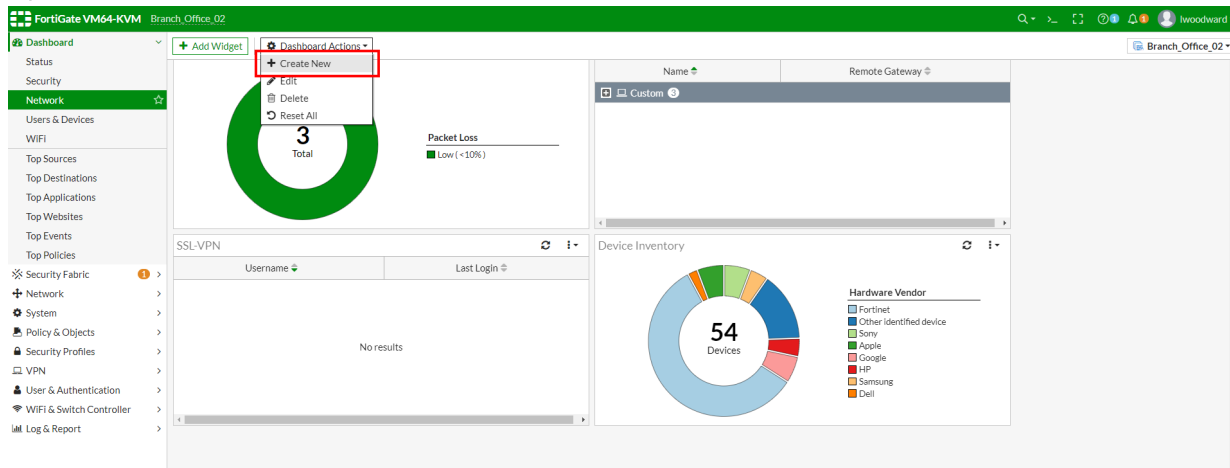 FortiGate VM64-KVM Branch_Office_02
1 1 lwoodward
Dashboard
Status
Security
Network
Users & Devices
WiFi
Top Sources
Top Destinations
Top Applications
Top Websites
Top Events
Top Policies
Security Fabric 1
Network
System
Policy & Objects
Security Profiles
VPN
User & Authentication
WiFi & Switch Controller
Log & Report
+ Add Widget Dashboard Actions Branch_Office_02
Create New
Edit
Delete
Reset All
3
Total
Packet Loss
Low (<10%)
Name Remote Gateway
Custom 3
SSL-VPN
Username Last Login
No results
Device Inventory
54
Devices
Hardware Vendor
Fortinet
Other identified device
Sony
Apple
Google
HP
Samsung
Dell